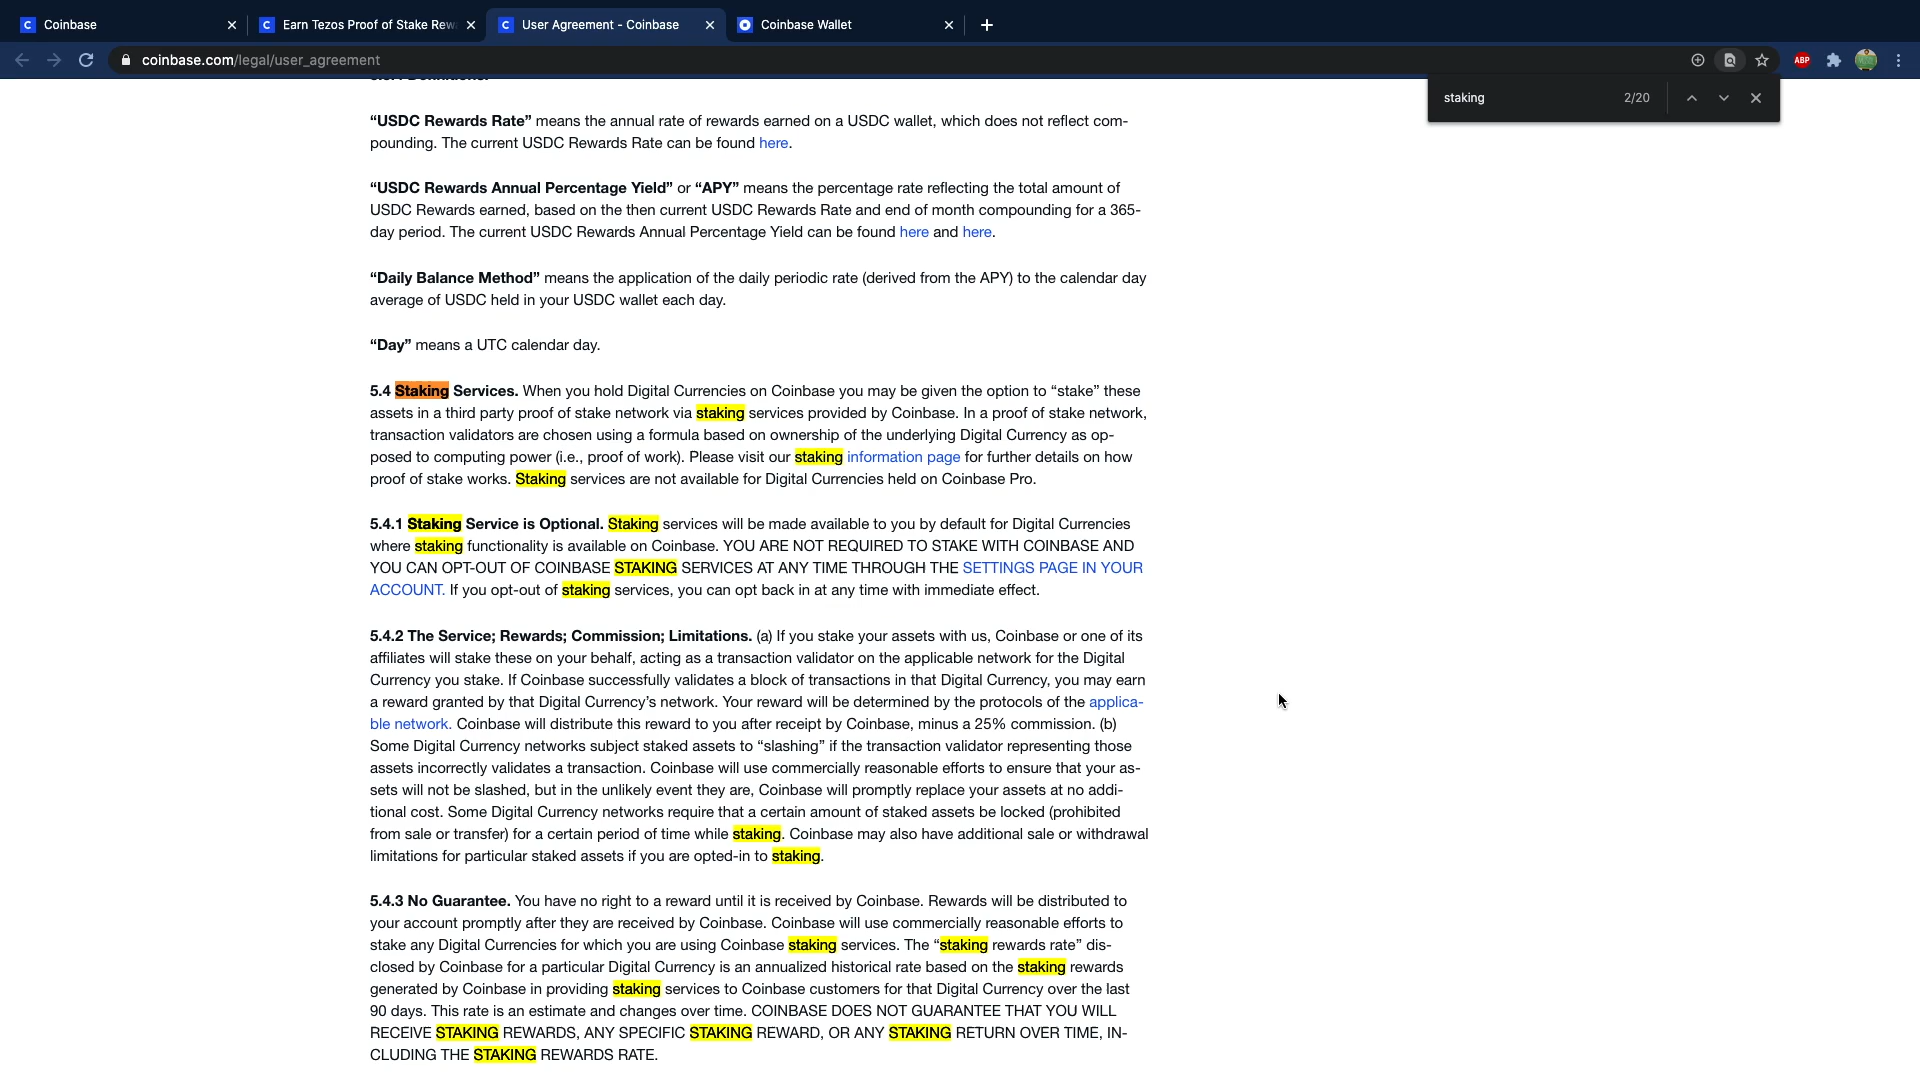 Coinbase
Earn Tezos Proof of Stake Rew
User Agreement - Coinbase
Coinbase Wallet
coinbase.com/legal/user_agreement
ABP
staking 2/20
“USDC Rewards Rate” means the annual rate of rewards earned on a USDC wallet, which does not reflect com-
pounding. The current USDC Rewards Rate can be found here.
“USDC Rewards Annual Percentage Yield” or “APY” means the percentage rate reflecting the total amount of
USDC Rewards earned, based on the then current USDC Rewards Rate and end of month compounding for a 365-
day period. The current USDC Rewards Annual Percentage Yield can be found here and here.
“Daily Balance Method” means the application of the daily periodic rate (derived from the APY) to the calendar day
average of USDC held in your USDC wallet each day.
“Day” means a UTC calendar day.
5.4 Staking Services. When you hold Digital Currencies on Coinbase you may be given the option to “stake” these
assets in a third party proof of stake network via staking services provided by Coinbase. In a proof of stake network,
transaction validators are chosen using a formula based on ownership of the underlying Digital Currency as op-
posed to computing power (i.e., proof of work). Please visit our staking information page for further details on how
proof of stake works. Staking services are not available for Digital Currencies held on Coinbase Pro.
5.4.1 Staking Service is Optional. Staking services will be made available to you by default for Digital Currencies
where staking functionality is available on Coinbase. YOU ARE NOT REQUIRED TO STAKE WITH COINBASE AND
YOU CAN OPT-OUT OF COINBASE STAKING SERVICES AT ANY TIME THROUGH THE SETTINGS PAGE IN YOUR
ACCOUNT. If you opt-out of staking services, you can opt back in at any time with immediate effect.
5.4.2 The Service; Rewards; Commission; Limitations. (a) If you stake your assets with us, Coinbase or one of its
affiliates will stake these on your behalf, acting as a transaction validator on the applicable network for the Digital
Currency you stake. If Coinbase successfully validates a block of transactions in that Digital Currency, you may earn
a reward granted by that Digital Currency’s network. Your reward will be determined by the protocols of the applica-
ble network. Coinbase will distribute this reward to you after receipt by Coinbase, minus a 25% commission. (b)
Some Digital Currency networks subject staked assets to “slashing” if the transaction validator representing those
assets incorrectly validates a transaction. Coinbase will use commercially reasonable efforts to ensure that your as-
sets will not be slashed, but in the unlikely event they are, Coinbase will promptly replace your assets at no addi-
tional cost. Some Digital Currency networks require that a certain amount of staked assets be locked (prohibited
from sale or transfer) for a certain period of time while staking. Coinbase may also have additional sale or withdrawal
limitations for particular staked assets if you are opted-in to staking.
5.4.3 No Guarantee. You have no right to a reward until it is received by Coinbase. Rewards will be distributed to
your account promptly after they are received by Coinbase. Coinbase will use commercially reasonable efforts to
stake any Digital Currencies for which you are using Coinbase staking services. The “staking rewards rate” dis-
closed by Coinbase for a particular Digital Currency is an annualized historical rate based on the staking rewards
generated by Coinbase in providing staking services to Coinbase customers for that Digital Currency over the last
90 days. This rate is an estimate and changes over time. COINBASE DOES NOT GUARANTEE THAT YOU WILL
RECEIVE STAKING REWARDS, ANY SPECIFIC STAKING REWARD, OR ANY STAKING RETURN OVER TIME, IN-
CLUDING THE STAKING REWARDS RATE.